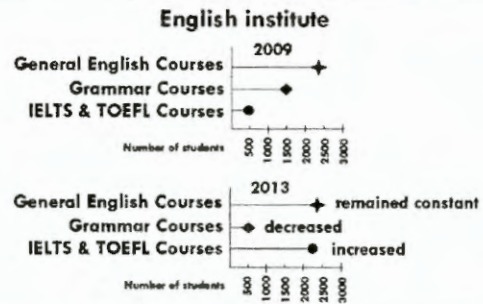 English institute
2009
General English Courses
Grammar Courses
IELTS & TOEFL Courses
Number of students
500 1000 1500 2000 2500 3000
2013
General English Courses remained constant
Grammar Courses decreased
IELTS & TOEFL Courses increased
Number of students
500 1000 1500 2000 2500 3000